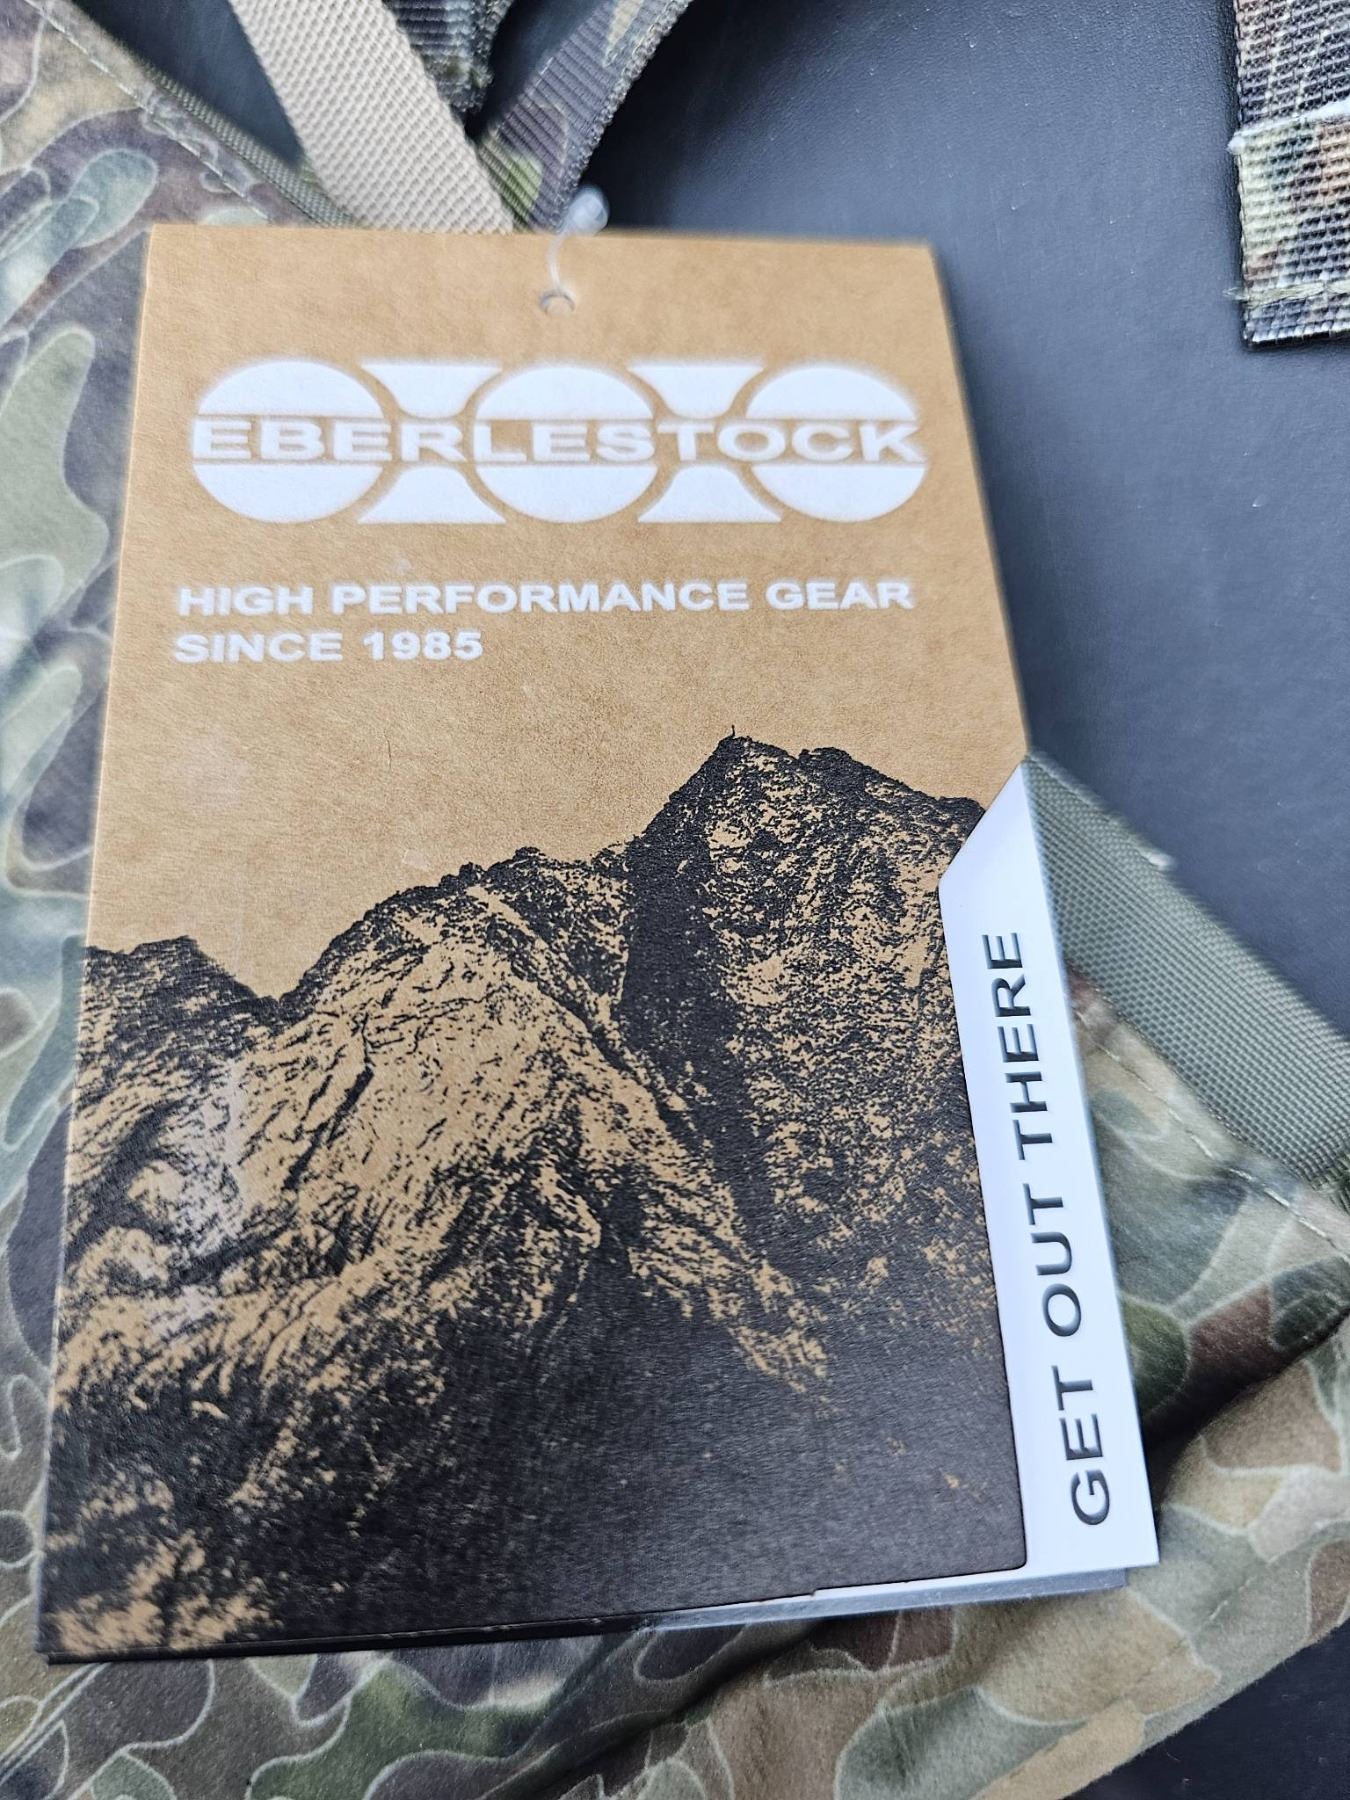 EBERLESTOCK
HIGH PERFORMANCE GEAR
SINCE 1985
GET OUT THERE